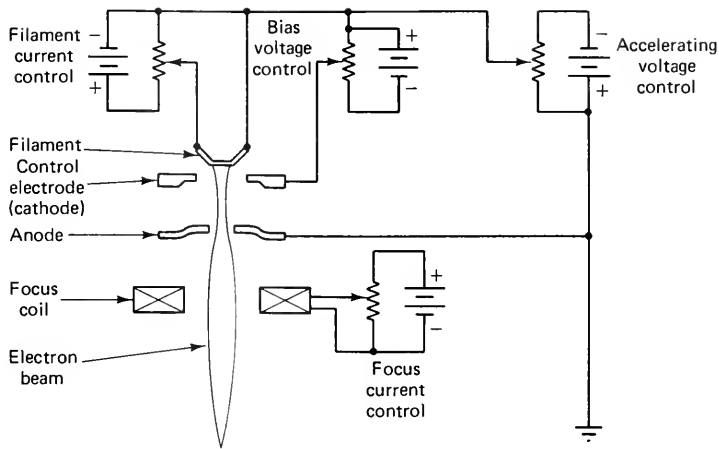 Filament
current
control
−
+
Bias
voltage
control
+
−
−
+
Accelerating
voltage
control
Filament
Control
electrode
(cathode)
Anode
Focus
coil
+
−
Electron
beam
Focus
current
control